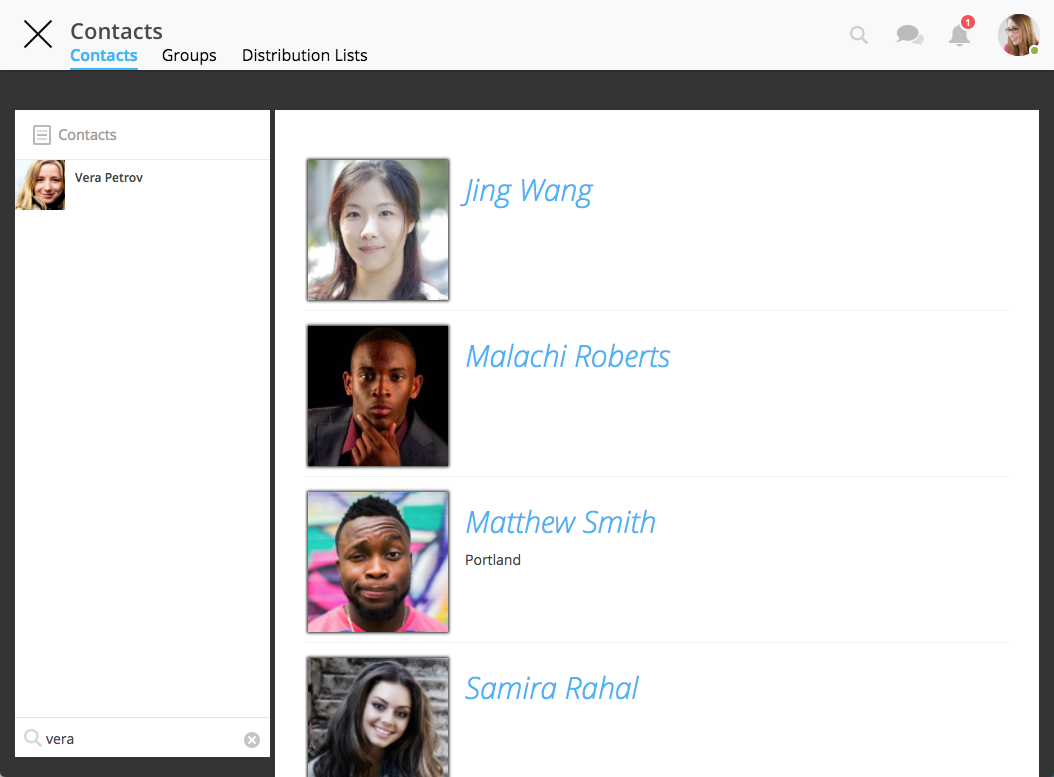 Contacts
Contacts Groups Distribution Lists
1
Contacts
Vera Petrov
vera
Jing Wang
Malachi Roberts
Matthew Smith
Portland
Samira Rahal